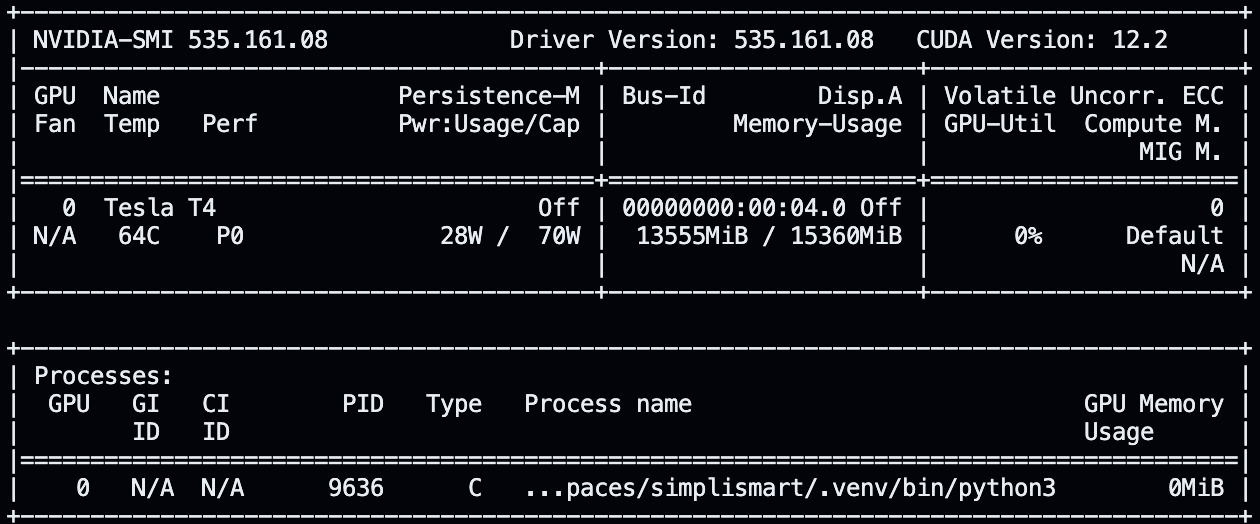 +-----------------------------------------------------------------------------------------+
| NVIDIA-SMI 535.161.08             Driver Version: 535.161.08   CUDA Version: 12.2     |
|-----------------------------------------+----------------------+----------------------+
| GPU  Name                 Persistence-M | Bus-Id        Disp.A | Volatile Uncorr. ECC |
| Fan  Temp   Perf          Pwr:Usage/Cap |         Memory-Usage | GPU-Util  Compute M. |
|                                         |                      |               MIG M. |
|=========================================+======================+======================|
|   0  Tesla T4                       Off | 00000000:00:04.0 Off |                    0 |
| N/A   64C    P0              28W /  70W |  13555MiB / 15360MiB |      0%      Default |
|                                         |                      |                  N/A |
+-----------------------------------------+----------------------+----------------------+
+---------------------------------------------------------------------------------------+
| Processes:                                                                            |
|  GPU   GI   CI        PID   Type   Process name                            GPU Memory |
|        ID   ID                                                             Usage      |
|=======================================================================================|
|    0   N/A  N/A      9636      C   ...paces/simplismart/.venv/bin/python3        0MiB |
+---------------------------------------------------------------------------------------+